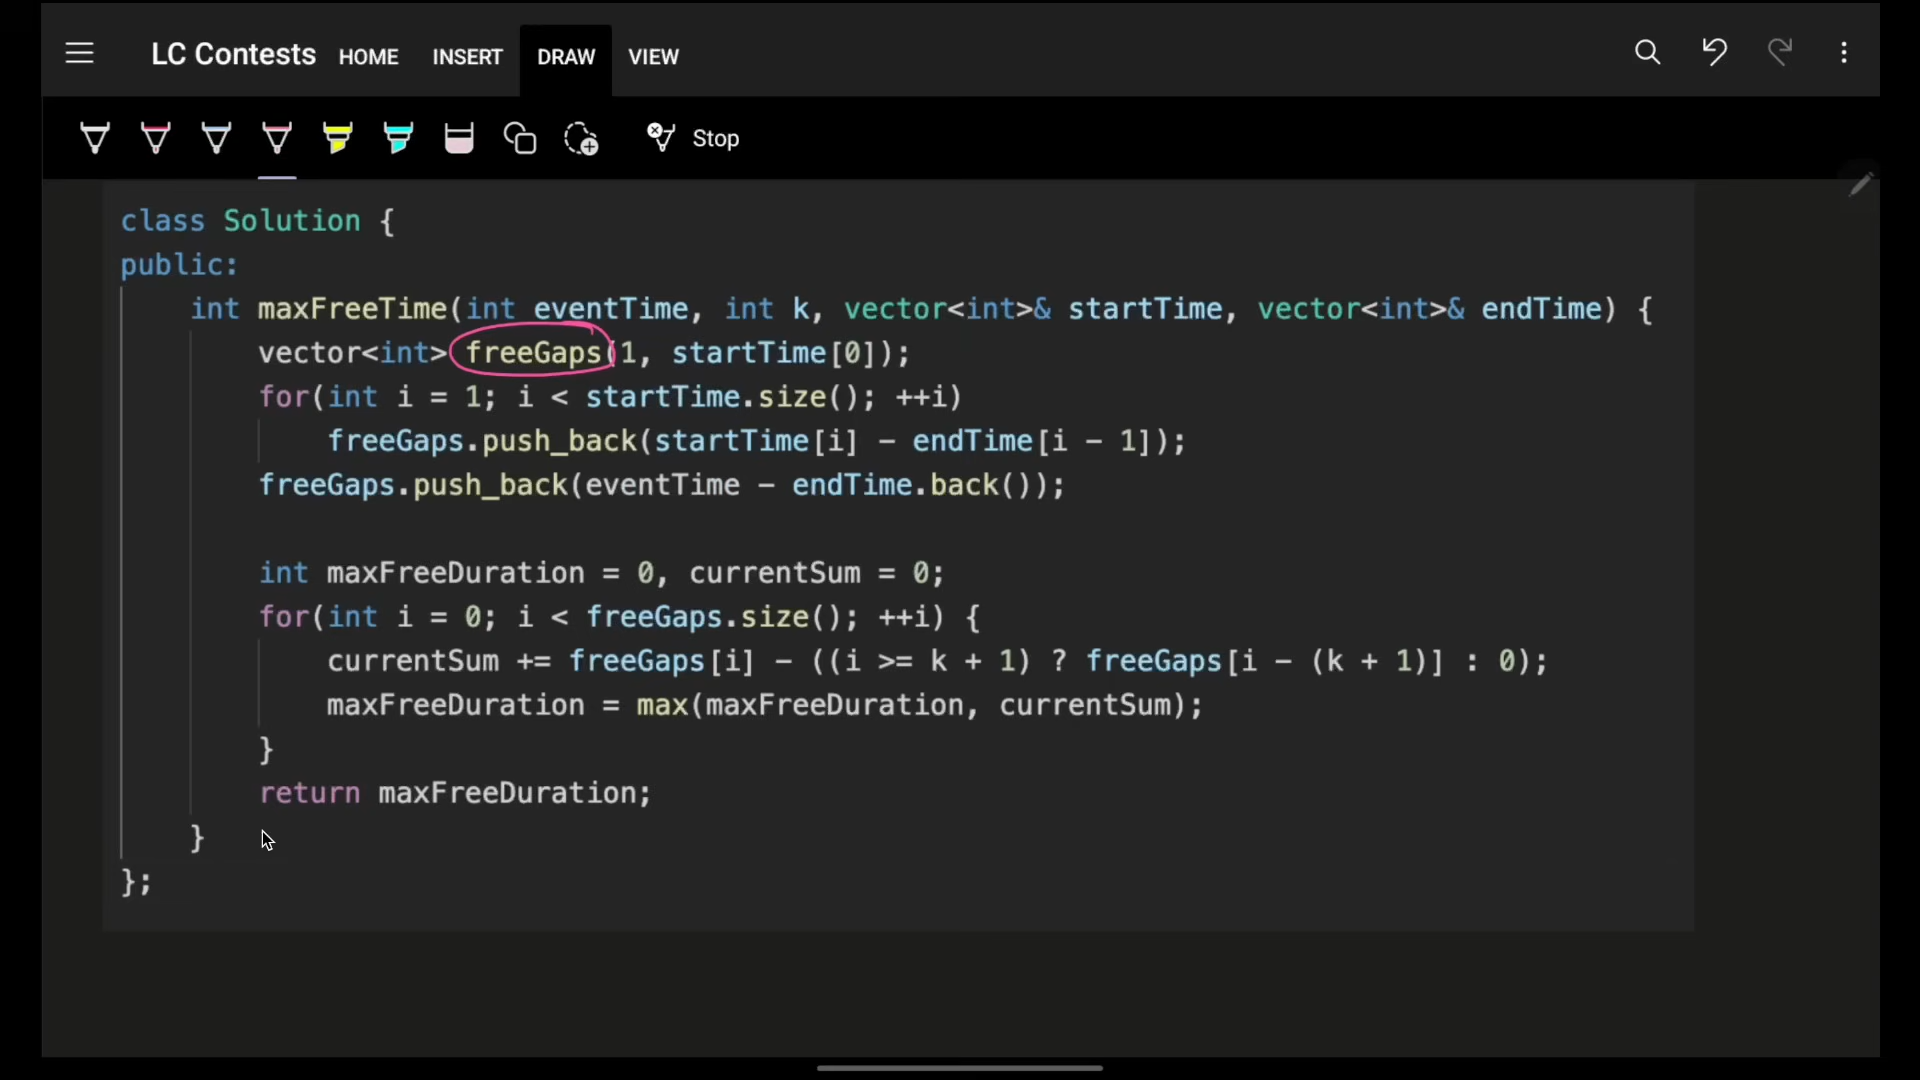 LC Contests HOME INSERT DRAW VIEW
Stop
class Solution {
public:
    int maxFreeTime(int eventTime, int k, vector<int>& startTime, vector<int>& endTime) {
        vector<int> freeGaps(1, startTime[0]);
        for(int i = 1; i < startTime.size(); ++i)
            freeGaps.push_back(startTime[i] - endTime[i - 1]);
        freeGaps.push_back(eventTime - endTime.back());

        int maxFreeDuration = 0, currentSum = 0;
        for(int i = 0; i < freeGaps.size(); ++i) {
            currentSum += freeGaps[i] - ((i >= k + 1) ? freeGaps[i - (k + 1)] : 0);
            maxFreeDuration = max(maxFreeDuration, currentSum);
        }
        return maxFreeDuration;
    }
};